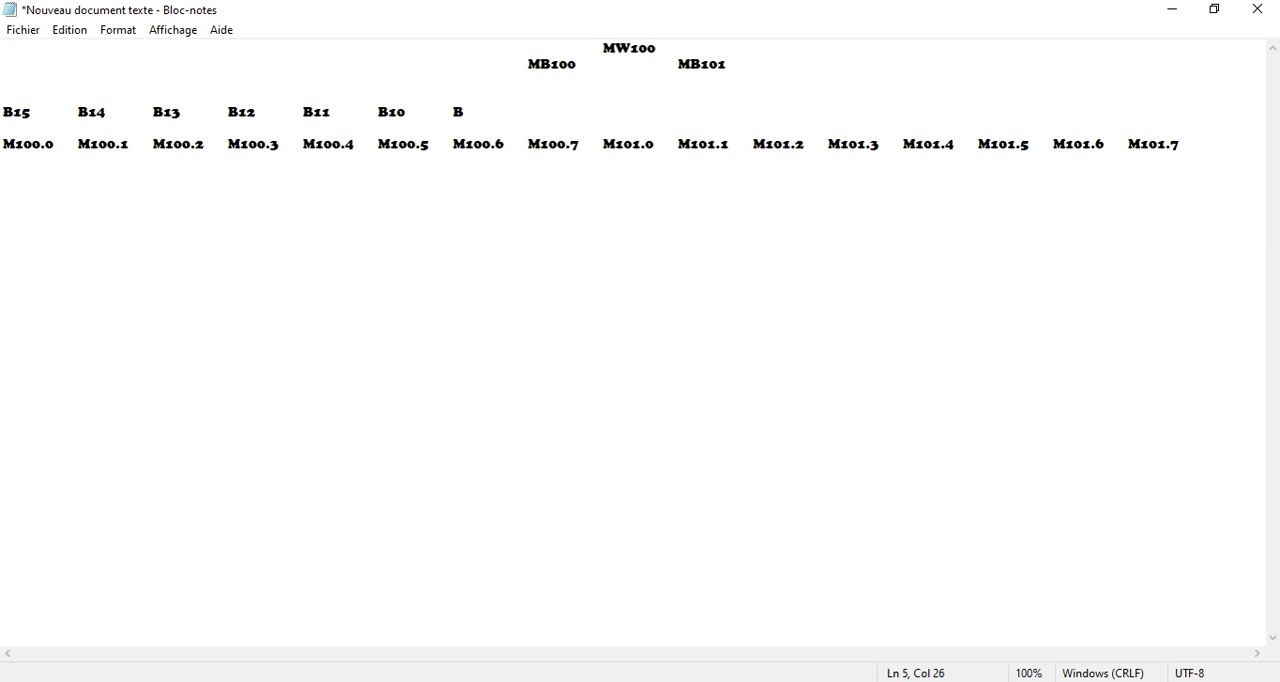 *Nouveau document texte - Bloc-notes
Fichier Edition Format Affichage Aide
MW100
MB100 MB101
B15 B14 B13 B12 B11 B10 B
M100.0 M100.1 M100.2 M100.3 M100.4 M100.5 M100.6 M100.7 M101.0 M101.1 M101.2 M101.3 M101.4 M101.5 M101.6 M101.7
Ln 5, Col 26 100% Windows (CRLF) UTF-8